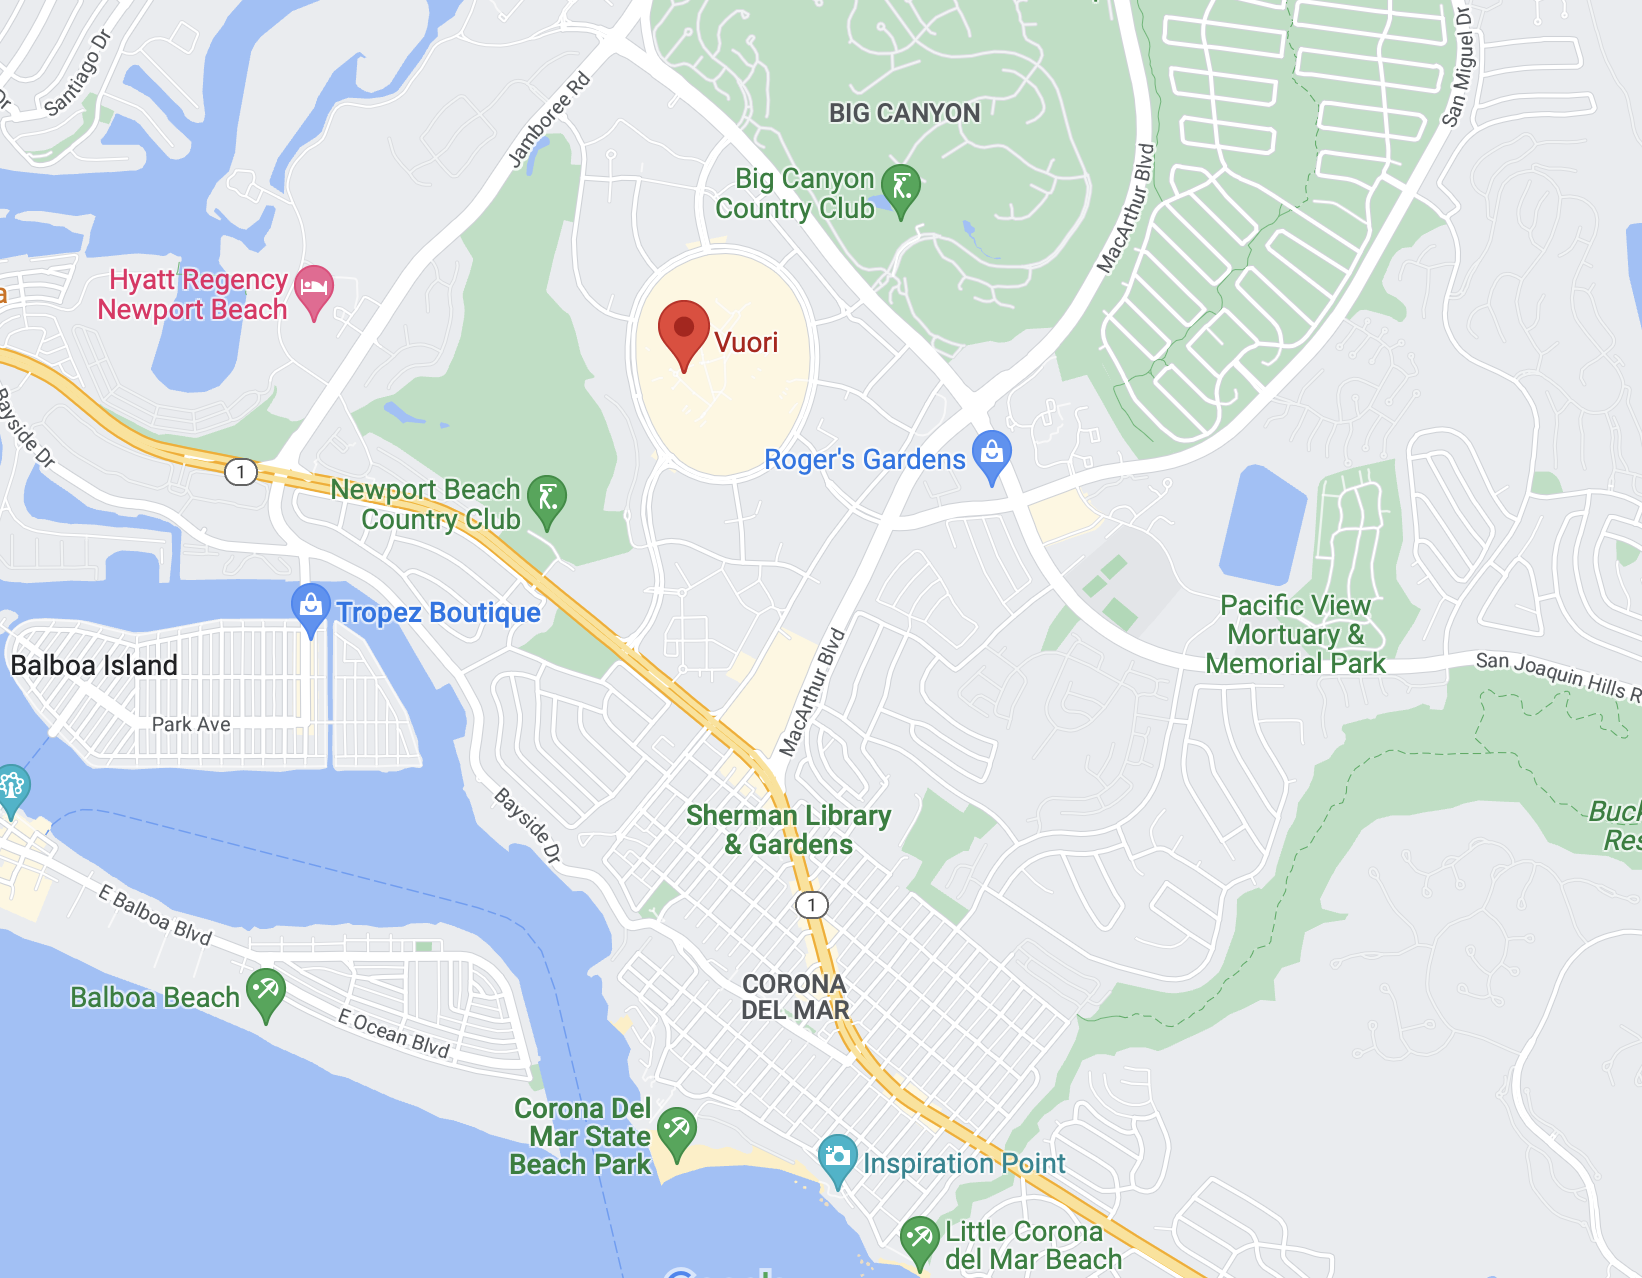 Santiago Dr
Dr
Jamboree Rd
BIG CANYON
San Miguel Dr
MacArthur Blvd
Big Canyon
Country Club
Hyatt Regency
Newport Beach
a
Vuori
Bayside Dr
1
Roger's Gardens
Newport Beach
Country Club
Tropez Boutique
Pacific View
Mortuary &
Memorial Park
Balboa Island
Park Ave
MacArthur Blvd
San Joaquin Hills R
Bayside Dr
Sherman Library
& Gardens
Buck
Res
1
E Balboa Blvd
CORONA
DEL MAR
Balboa Beach
E Ocean Blvd
Corona Del
Mar State
Beach Park
Inspiration Point
Little Corona
del Mar Beach